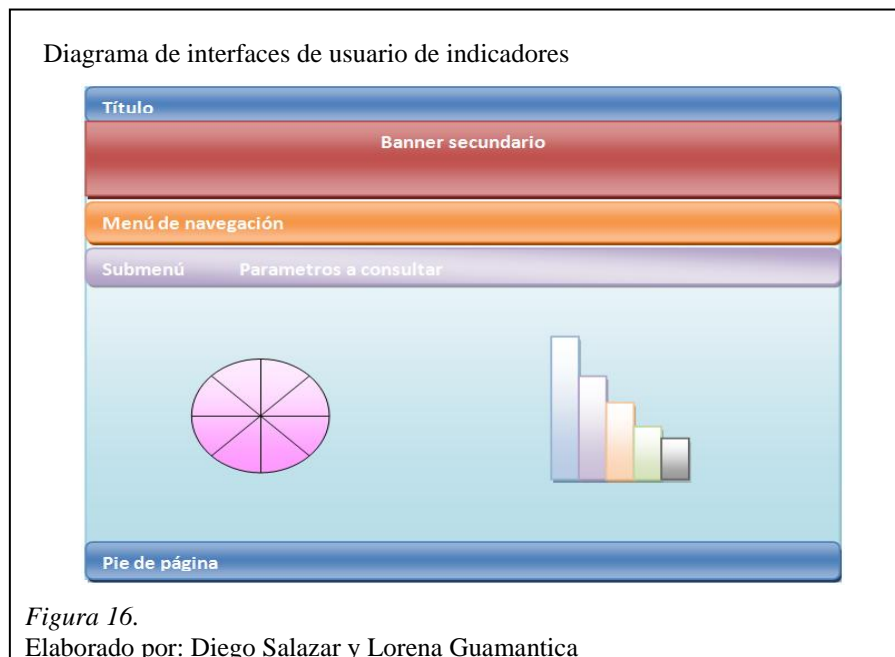 Diagrama de interfaces de usuario de indicadores
Título
Banner secundario
Menú de navegación
Submenú Parametros a consultar
Pie de página
Figura 16.
Elaborado por: Diego Salazar y Lorena Guamantica